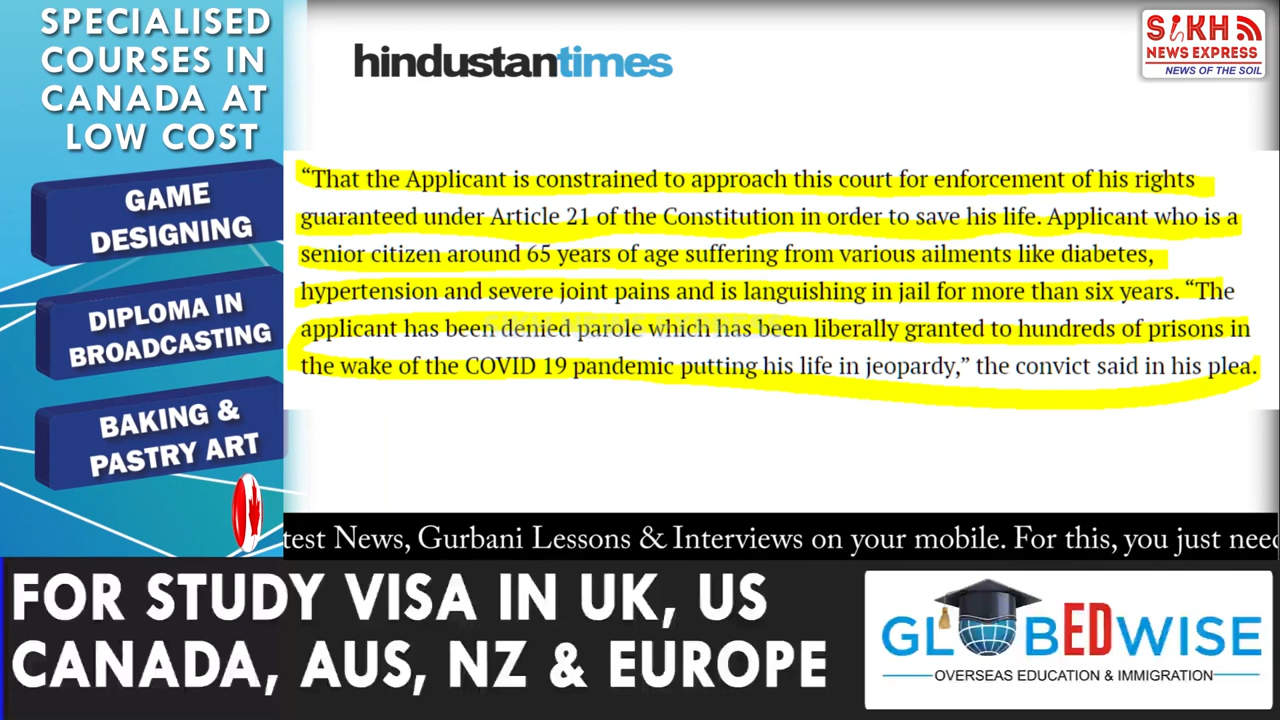 SPECIALISED
COURSES IN
CANADA AT
LOW COST
GAME
DESIGNING
DIPLOMA IN
BROADCASTING
BAKING &
PASTRY ART
hindustantimes
SIKH
NEWS EXPRESS
NEWS OF THE SOIL
“That the Applicant is constrained to approach this court for enforcement of his rights
guaranteed under Article 21 of the Constitution in order to save his life. Applicant who is a
senior citizen around 65 years of age suffering from various ailments like diabetes,
hypertension and severe joint pains and is languishing in jail for more than six years. “The
applicant has been denied parole which has been liberally granted to hundreds of prisons in
the wake of the COVID 19 pandemic putting his life in jeopardy,” the convict said in his plea.
test News, Gurbani Lessons & Interviews on your mobile. For this, you just need
FOR STUDY VISA IN UK, US
CANADA, AUS, NZ & EUROPE
GLOBEDWISE
OVERSEAS EDUCATION & IMMIGRATION